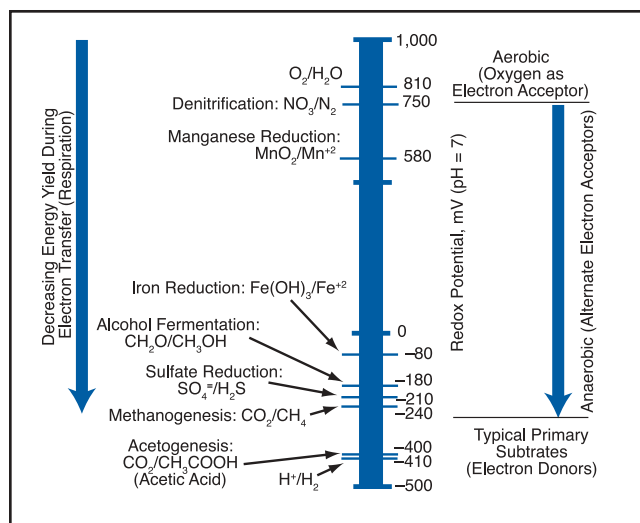 Decreasing Energy Yield During
Electron Transfer (Respiration)
O₂/H₂O
Denitrification: NO₃/N₂
Manganese Reduction:
MnO₂/Mn⁺²
Iron Reduction: Fe(OH)₃/Fe⁺²
Alcohol Fermentation:
CH₂O/CH₃OH
Sulfate Reduction:
SO₄⁼/H₂S
Methanogenesis: CO₂/CH₄
Acetogenesis:
CO₂/CH₃COOH
(Acetic Acid)
H⁺/H₂
1,000
810
750
580
0
–80
–180
–210
–240
–400
–410
–500
Redox Potential, mV (pH = 7)
Aerobic
(Oxygen as
Electron Acceptor)
Anaerobic (Alternate Electron Acceptors)
Typical Primary
Subtrates
(Electron Donors)